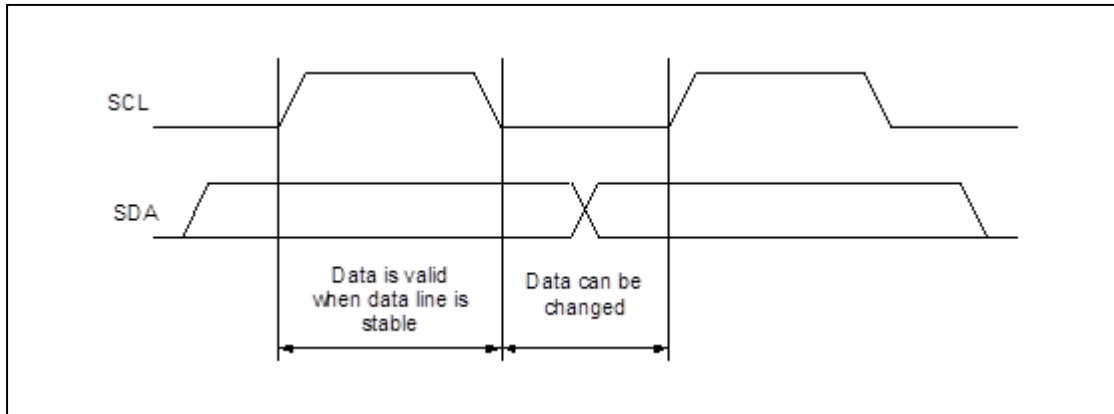 SCL
SDA
Data is valid
when data line is
stable
Data can be
changed